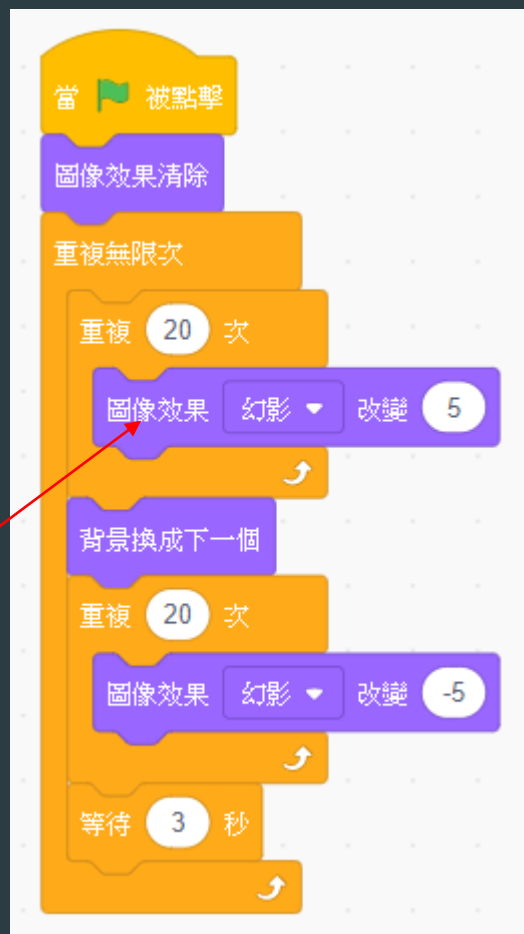 當 被點擊
圖像效果清除
重複無限次
重複 20 次
圖像效果 幻影 改變 5
背景換成下一個
重複 20 次
圖像效果 幻影 改變 -5
等待 3 秒